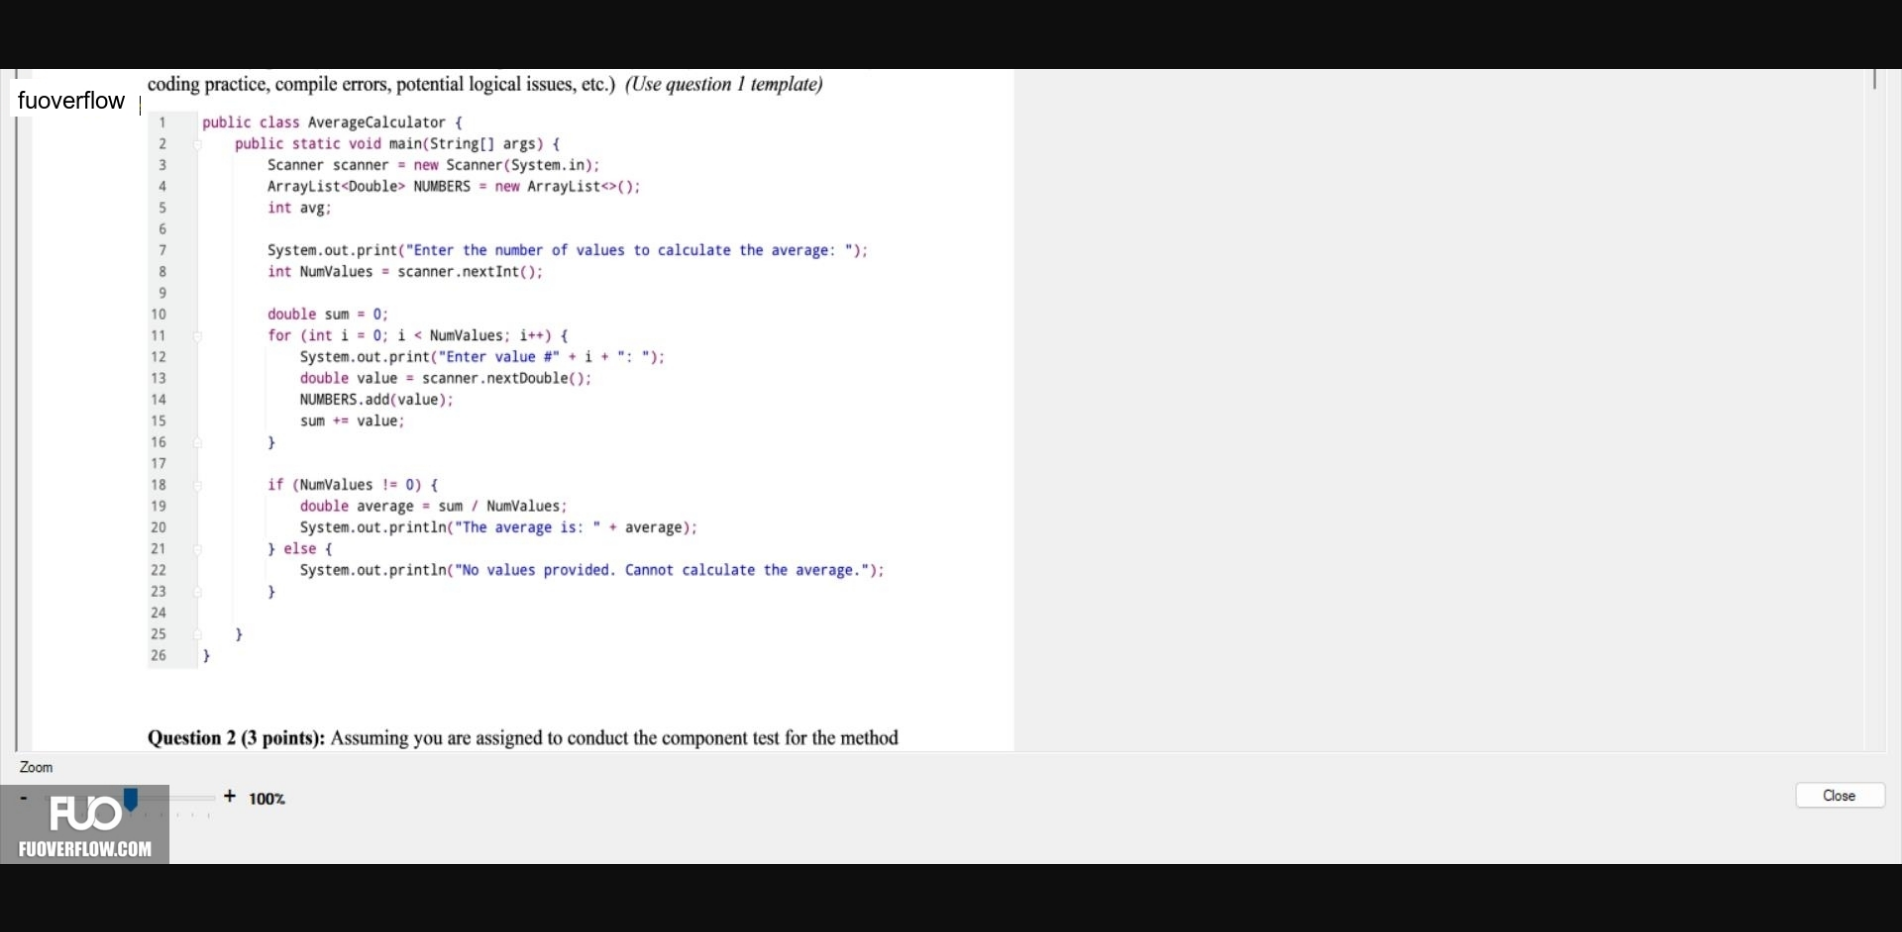 coding practice, compile errors, potential logical issues, etc.) (Use question 1 template)
fuoverflow
1 public class AverageCalculator {
2 public static void main(String[] args) {
3 Scanner scanner = new Scanner(System.in);
4 ArrayList<Double> NUMBERS = new ArrayList<>();
5 int avg;
6
7 System.out.print("Enter the number of values to calculate the average: ");
8 int NumValues = scanner.nextInt();
9
10 double sum = 0;
11 for (int i = 0; i < NumValues; i++) {
12 System.out.print("Enter value #" + i + ": ");
13 double value = scanner.nextDouble();
14 NUMBERS.add(value);
15 sum += value;
16 }
17
18 if (NumValues != 0) {
19 double average = sum / NumValues;
20 System.out.println("The average is: " + average);
21 } else {
22 System.out.println("No values provided. Cannot calculate the average.");
23 }
24
25 }
26 }
Question 2 (3 points): Assuming you are assigned to conduct the component test for the method
Zoom
- + 100%
Close
FUO
FUOVERFLOW.COM